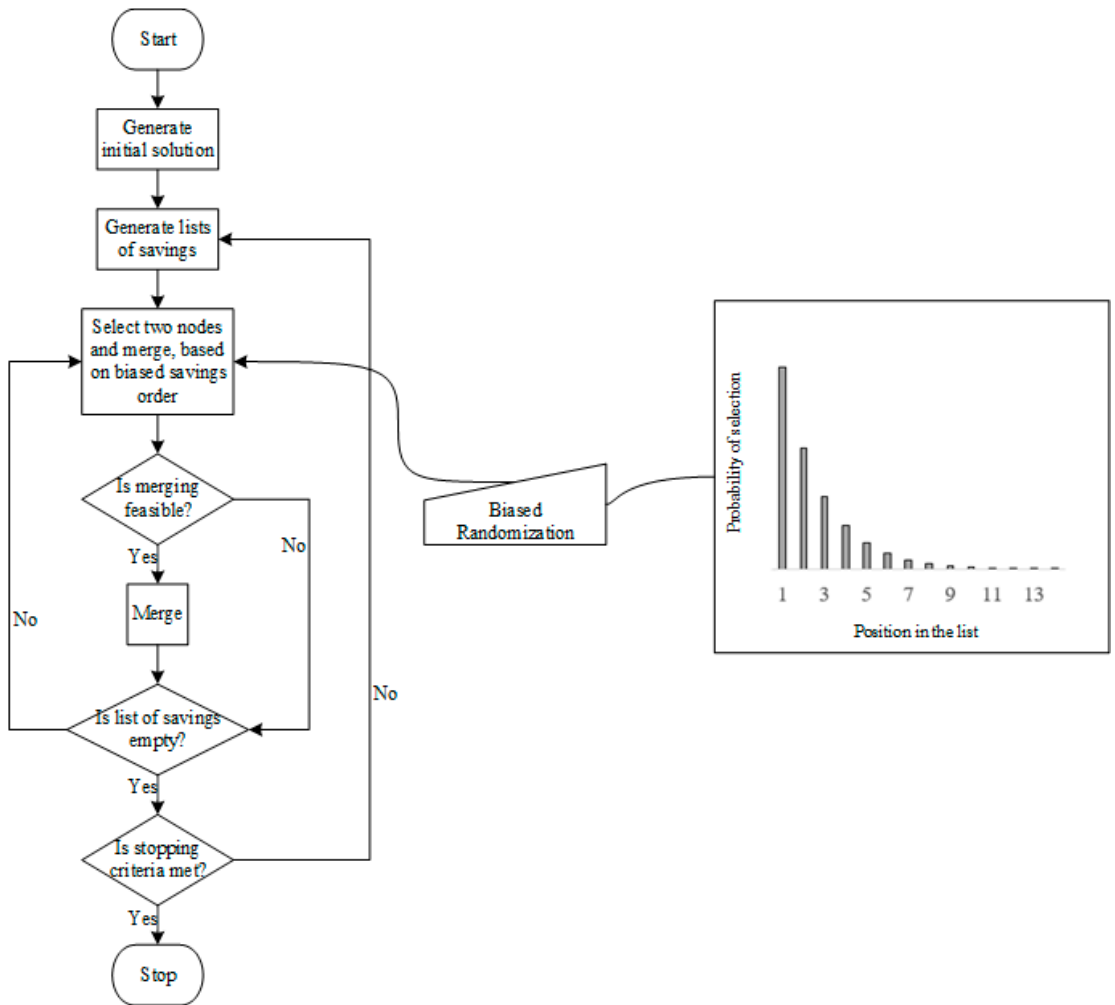 Start
Generate
initial solution
Generate lists
of savings
Select two nodes
and merge, based
on biased savings
order
Is merging
feasible?
No
Yes
Merge
No
Is list of savings
empty?
No
Yes
Is stopping
criteria met?
Yes
Stop
Biased
Randomization
Probability of selection
1 3 5 7 9 11 13
Position in the list